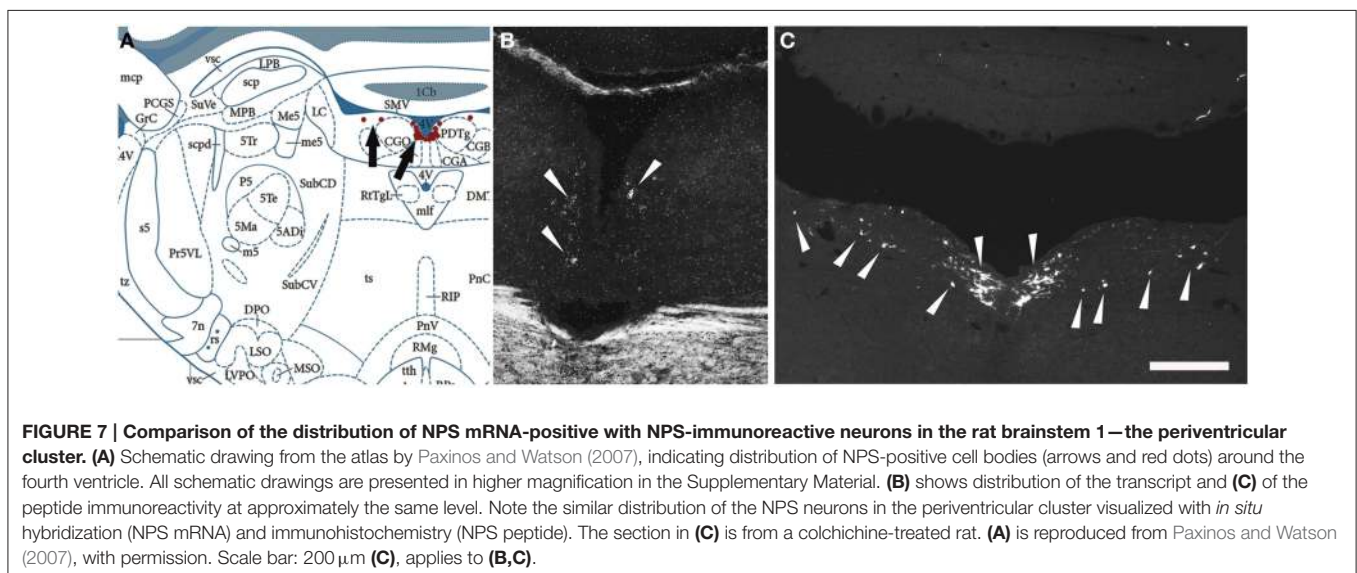 A
B
C
vsc
LPB
mcp
scp
1Cb
PCGS
SuVe
MPB
Me5
LC
SMV
GrC
4V
4V
scpd
5Tr
me5
CGO
PDTg
CGB
CGA
P5
SubCD
4V
5Te
RtTgL
s5
5Ma
5ADi
mlf
m5
Pr5VL
tz
SubCV
ts
PnC
RIP
DPO
7n
PnV
rs
LSO
RMg
vsc
LVPO
MSO
tth
FIGURE 7 | Comparison of the distribution of NPS mRNA-positive with NPS-immunoreactive neurons in the rat brainstem 1—the periventricular
cluster. (A) Schematic drawing from the atlas by Paxinos and Watson (2007), indicating distribution of NPS-positive cell bodies (arrows and red dots) around the
fourth ventricle. All schematic drawings are presented in higher magnification in the Supplementary Material. (B) shows distribution of the transcript and (C) of the
peptide immunoreactivity at approximately the same level. Note the similar distribution of the NPS neurons in the periventricular cluster visualized with in situ
hybridization (NPS mRNA) and immunohistochemistry (NPS peptide). The section in (C) is from a colchichine-treated rat. (A) is reproduced from Paxinos and Watson
(2007), with permission. Scale bar: 200 μm (C), applies to (B,C).